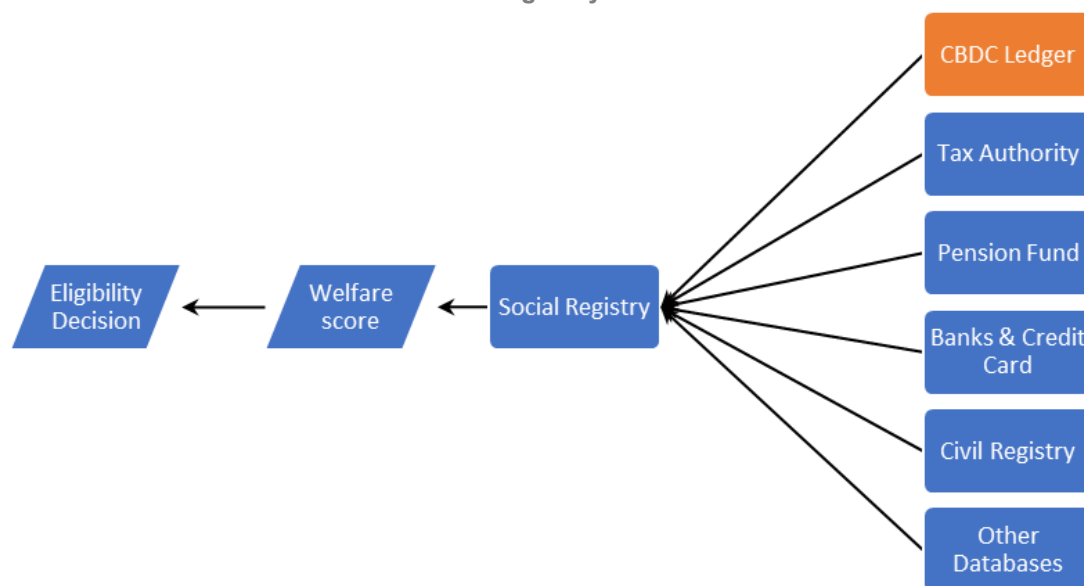 CBDC Ledger
Tax Authority
Pension Fund
Eligibility
Decision
Welfare
score
Social Registry
Banks & Credit
Card
Civil Registry
Other
Databases